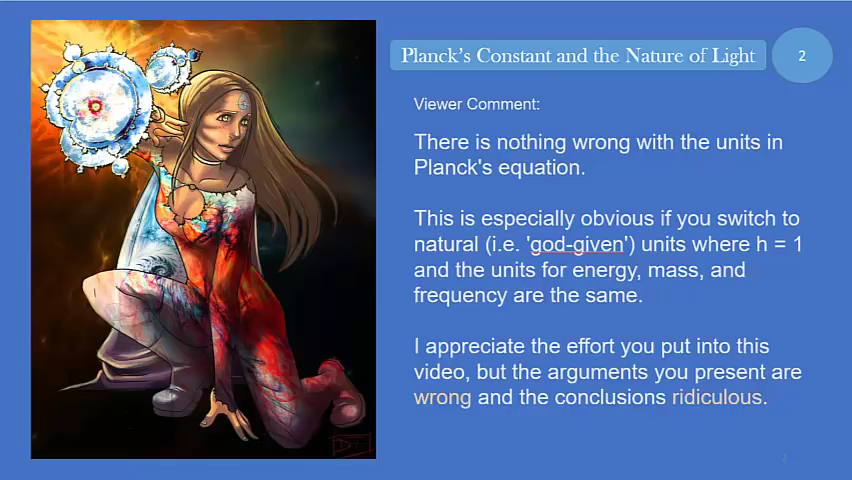 Planck's Constant and the Nature of Light
2
Viewer Comment:
There is nothing wrong with the units in
Planck's equation.
This is especially obvious if you switch to
natural (i.e. 'god-given') units where h = 1
and the units for energy, mass, and
frequency are the same.
I appreciate the effort you put into this
video, but the arguments you present are
wrong and the conclusions ridiculous.